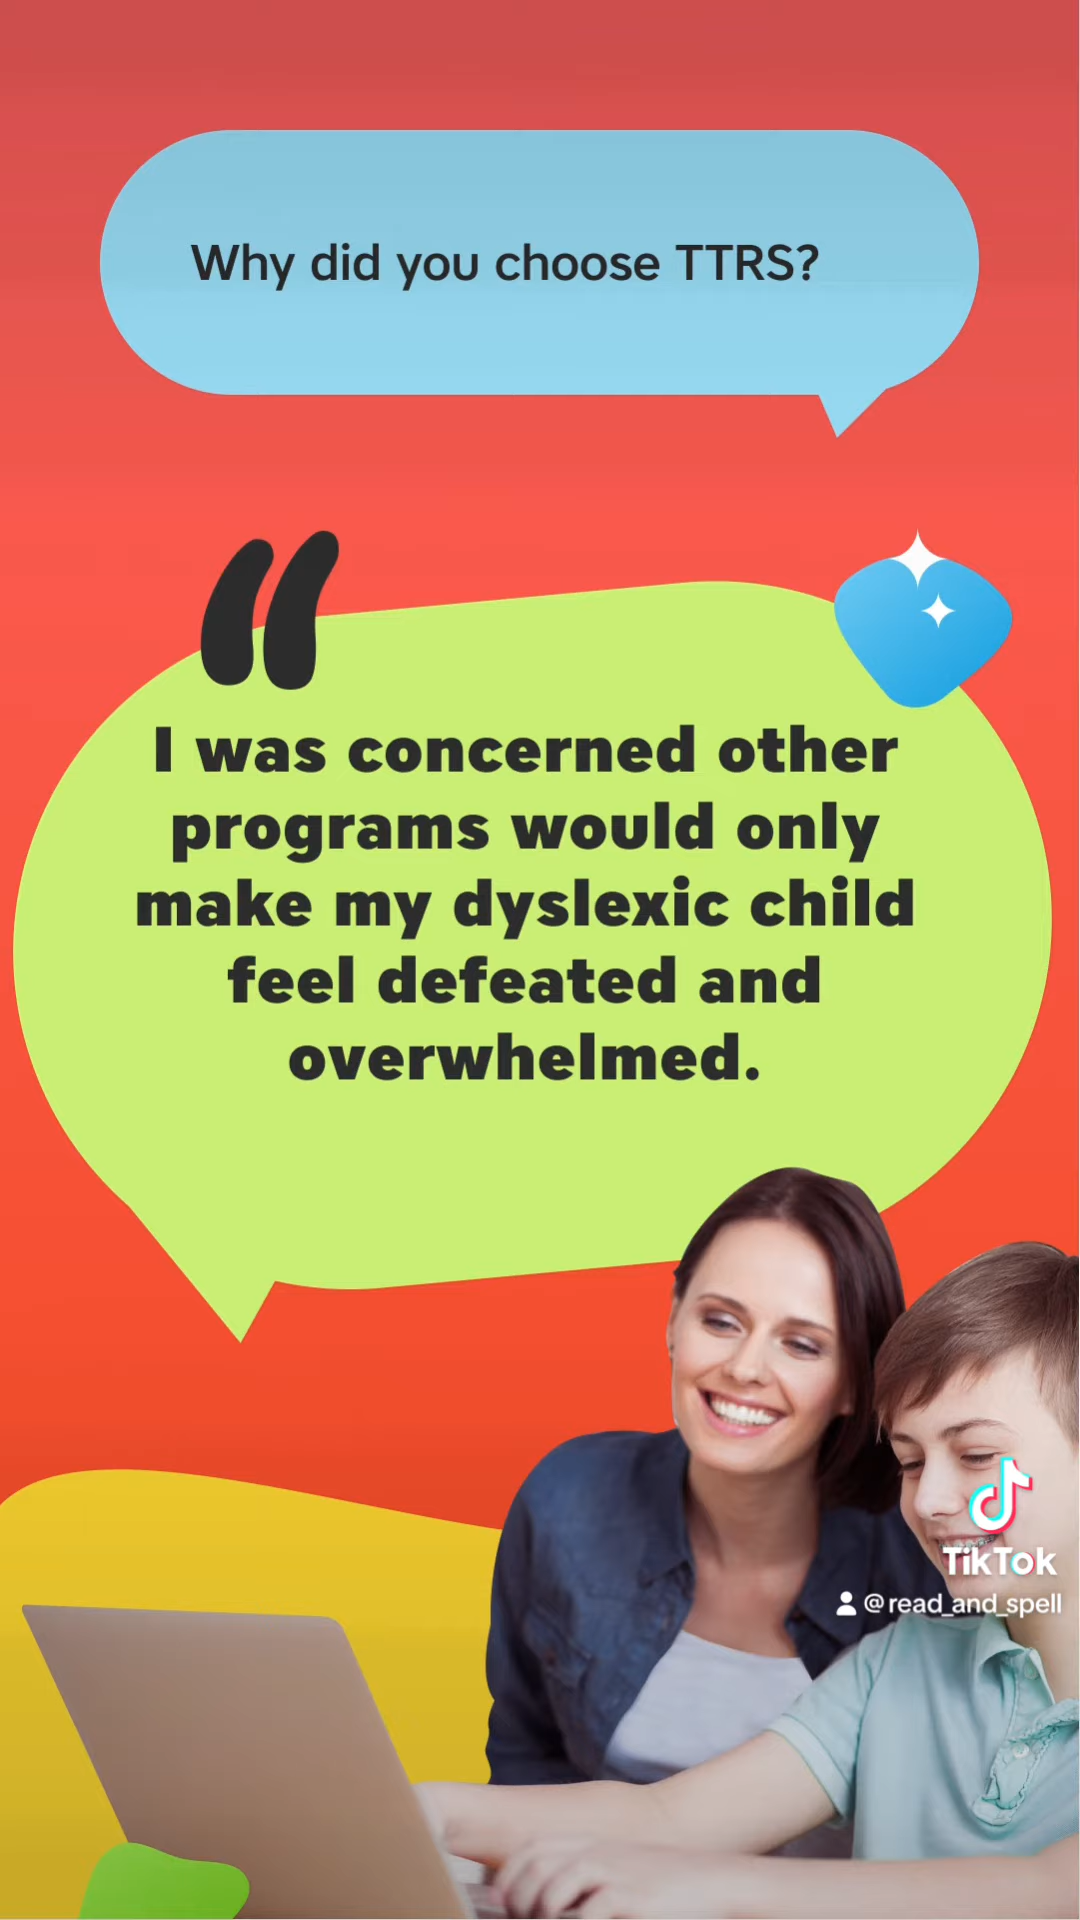 Why did you choose TTRS?
“
I was concerned other
programs would only
make my dyslexic child
feel defeated and
overwhelmed.
TikTok
@read_and_spell